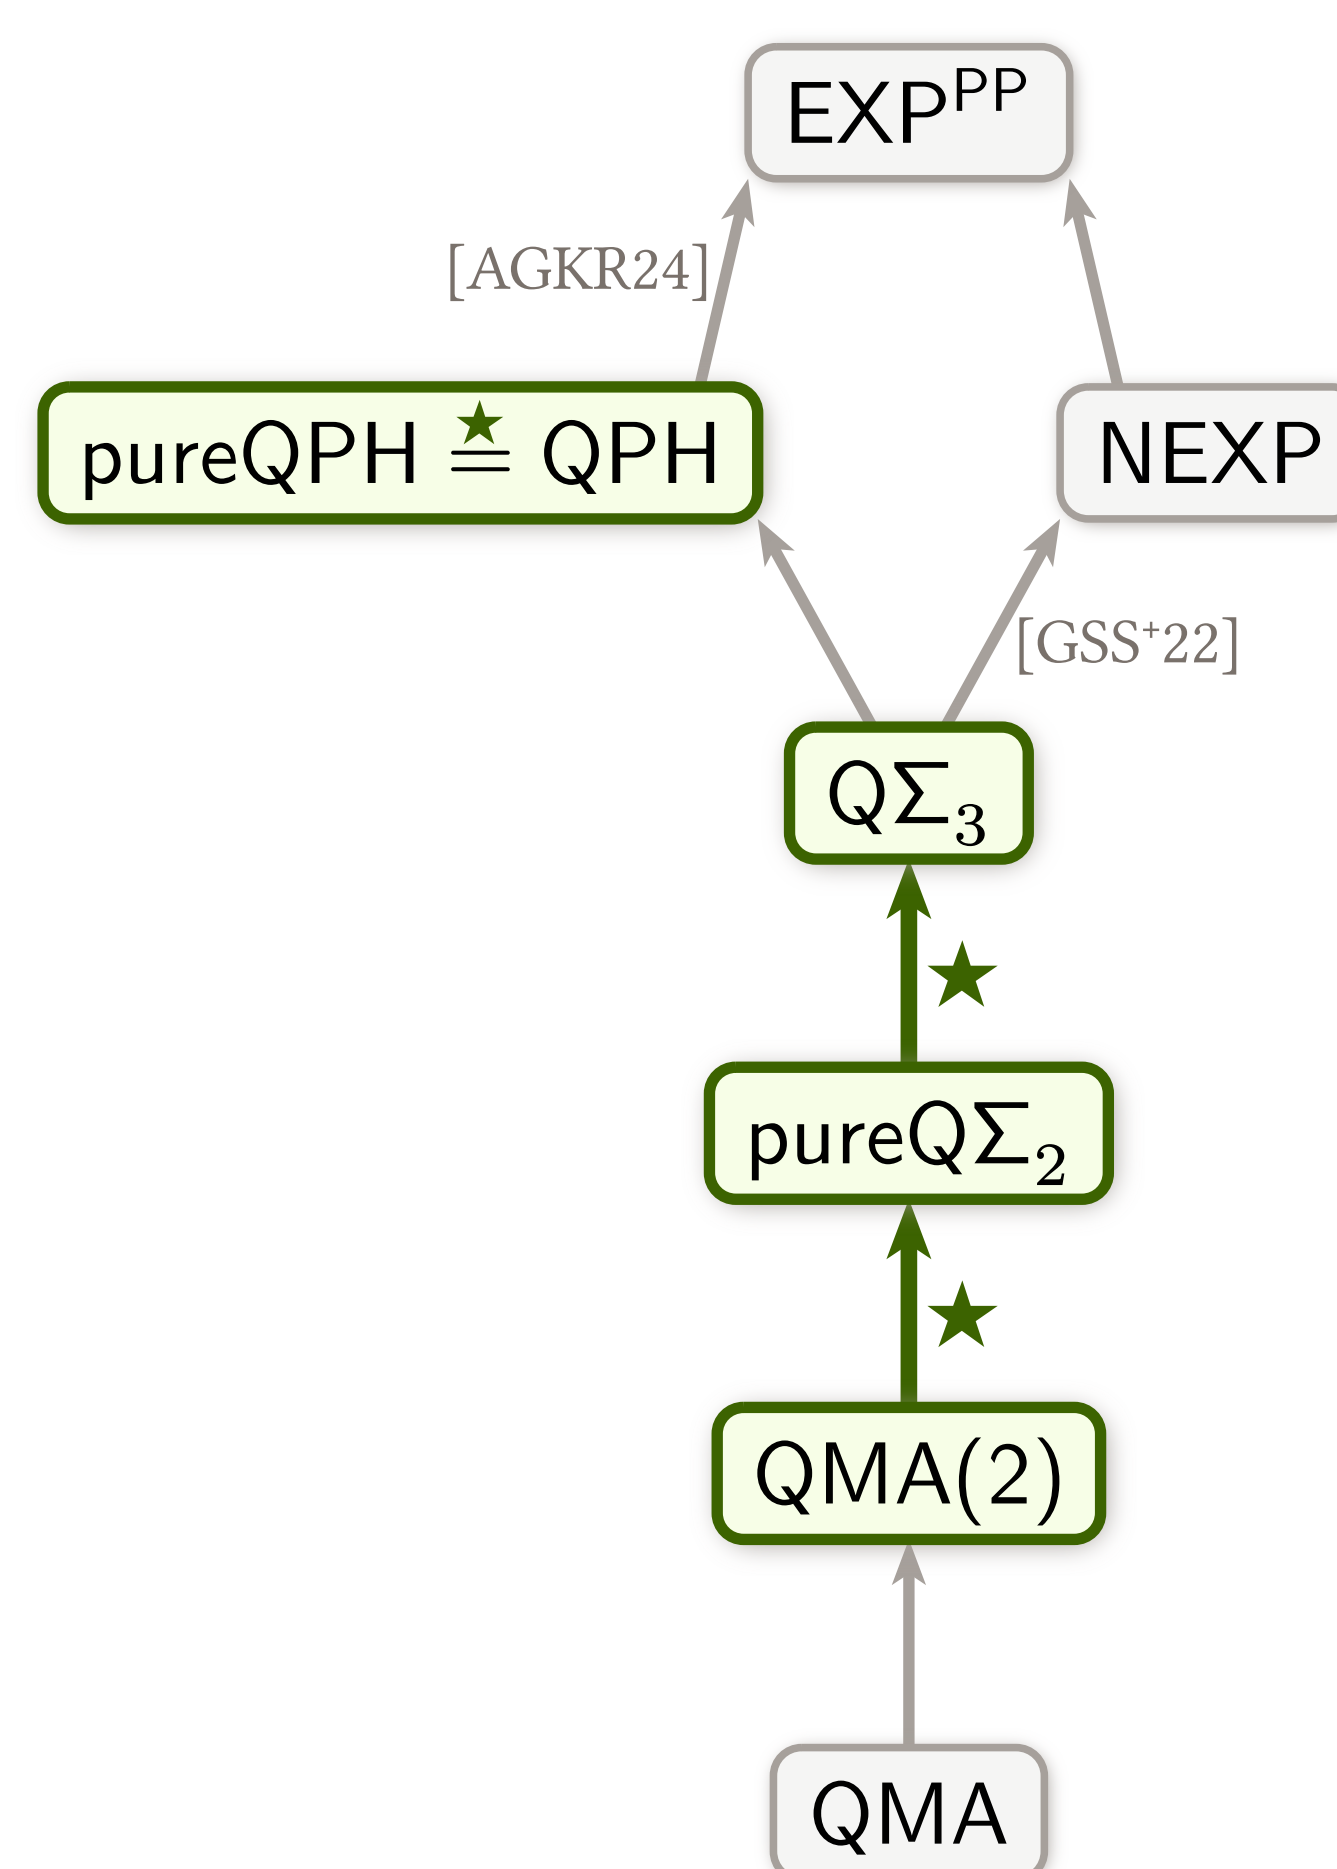 EXP^PP
[AGKR24]
pureQPH ≛ QPH
NEXP
[GSS⁺22]
QΣ₃
★
pureQΣ₂
★
QMA(2)
QMA